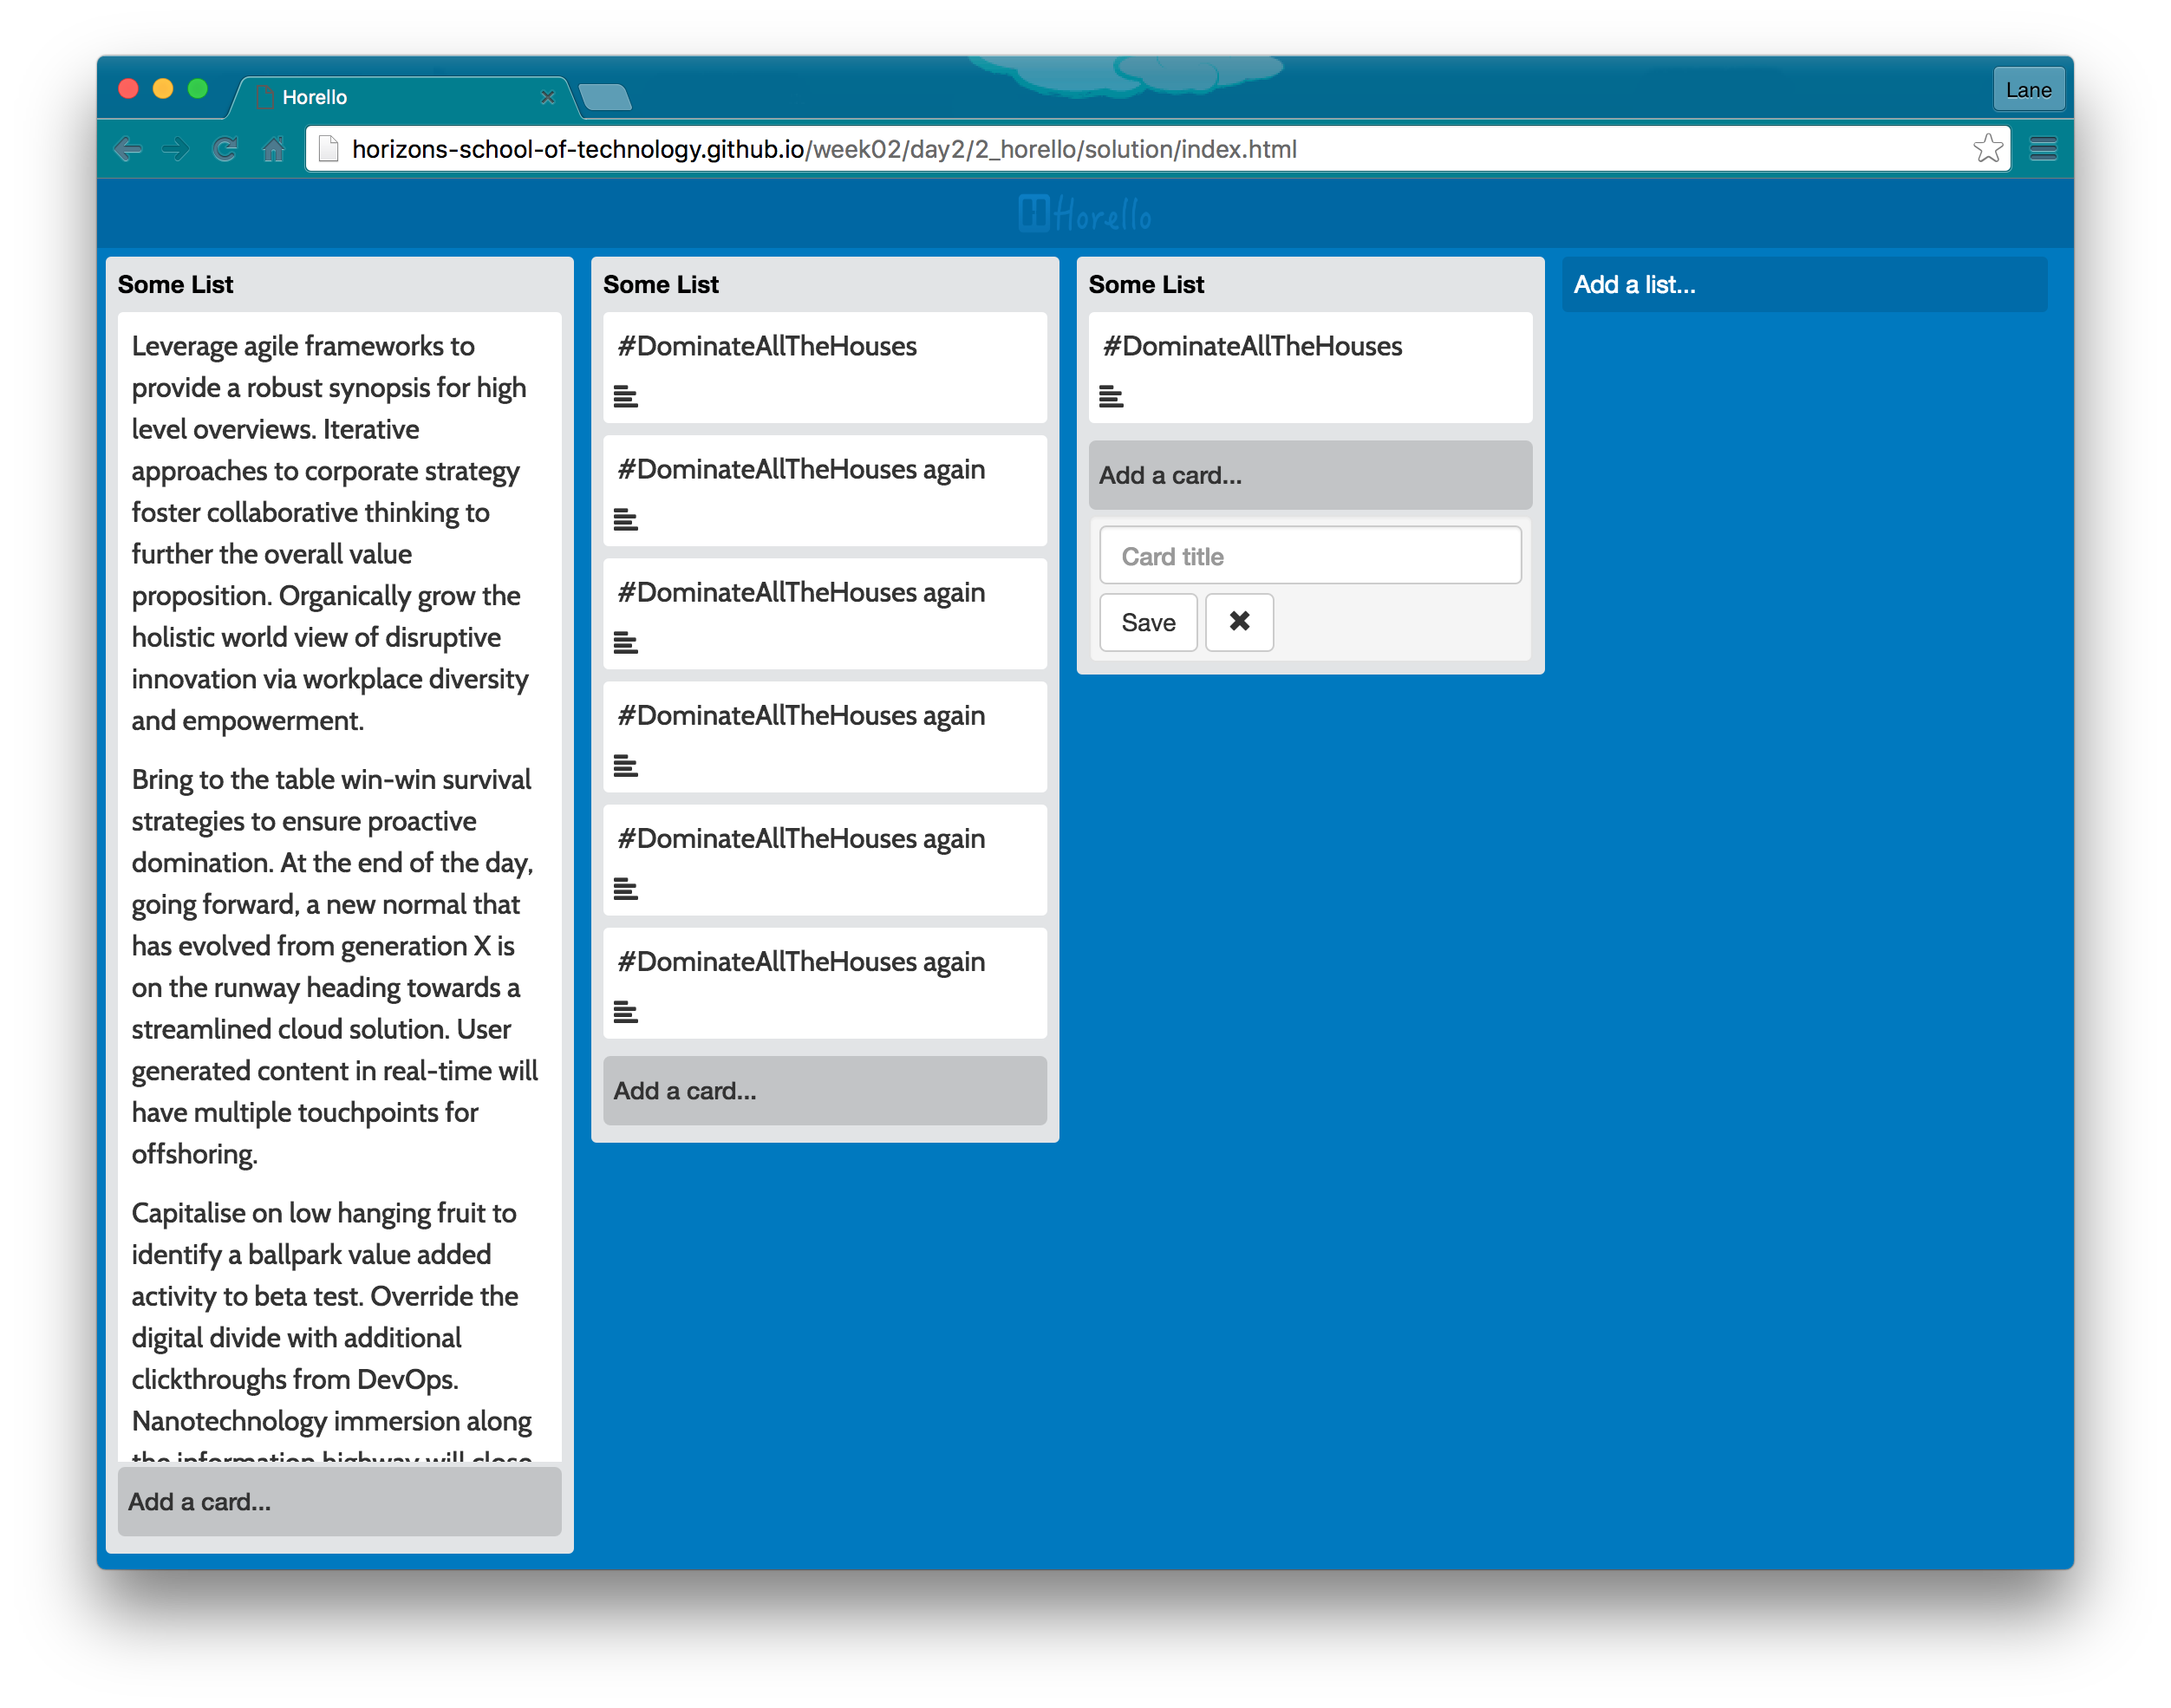 Horello
Lane
horizons-school-of-technology.github.io/week02/day2/2_horello/solution/index.html
Horello
Some List
Leverage agile frameworks to
provide a robust synopsis for high
level overviews. Iterative
approaches to corporate strategy
foster collaborative thinking to
further the overall value
proposition. Organically grow the
holistic world view of disruptive
innovation via workplace diversity
and empowerment.
Bring to the table win-win survival
strategies to ensure proactive
domination. At the end of the day,
going forward, a new normal that
has evolved from generation X is
on the runway heading towards a
streamlined cloud solution. User
generated content in real-time will
have multiple touchpoints for
offshoring.
Capitalise on low hanging fruit to
identify a ballpark value added
activity to beta test. Override the
digital divide with additional
clickthroughs from DevOps.
Nanotechnology immersion along
the information highway will close
Add a card...
Some List
#DominateAllTheHouses
#DominateAllTheHouses again
#DominateAllTheHouses again
#DominateAllTheHouses again
#DominateAllTheHouses again
#DominateAllTheHouses again
Add a card...
Some List
#DominateAllTheHouses
Add a card...
Card title
Save
Add a list...